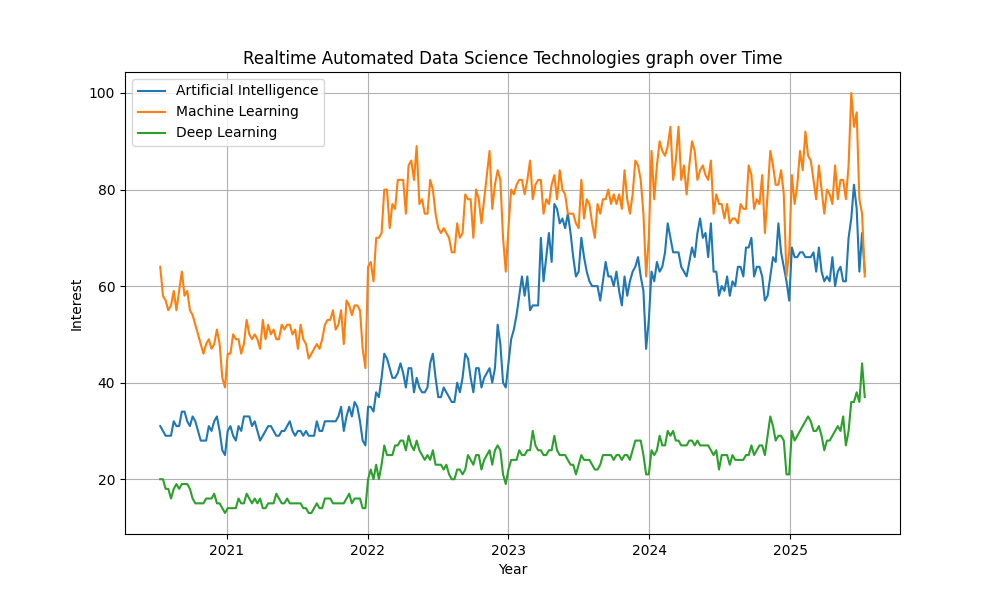 Realtime Automated Data Science Technologies graph over Time
Artificial Intelligence
Machine Learning
Deep Learning
100
80
60
40
20
Interest
2021 2022 2023 2024 2025
Year